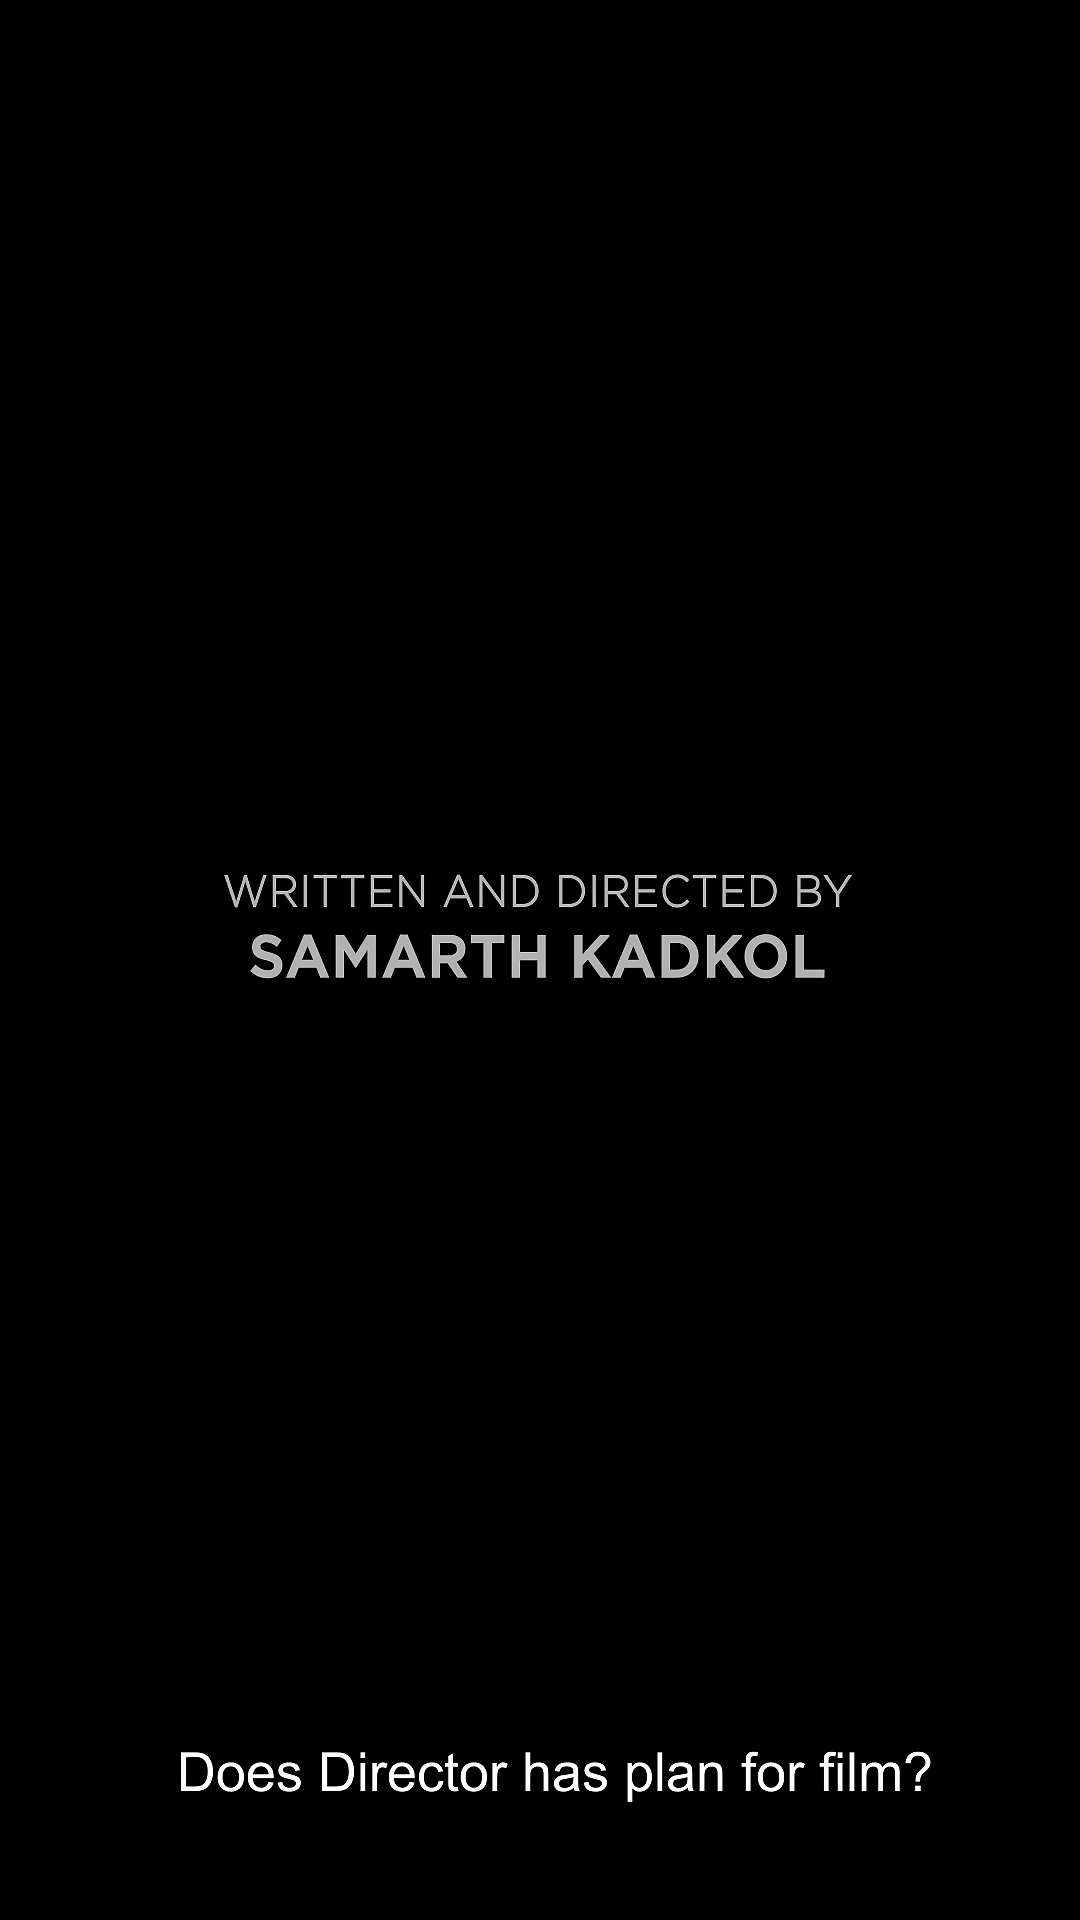 WRITTEN AND DIRECTED BY
SAMARTH KADKOL
Does Director has plan for film?